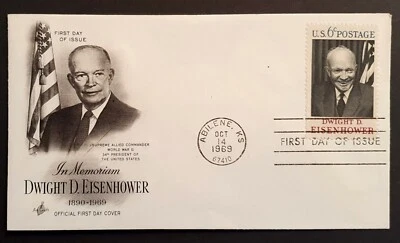 FIRST DAY
OF ISSUE
SUPREME ALLIED COMMANDER
WORLD WAR II
34th PRESIDENT OF
THE UNITED STATES
In Memoriam
DWIGHT D. EISENHOWER
1890-1969
ArtCraft
OFFICIAL FIRST DAY COVER
ABILENE, KS
OCT
14
1969
67410
U.S. 6¢ POSTAGE
DWIGHT D.
EISENHOWER
FIRST DAY OF ISSUE